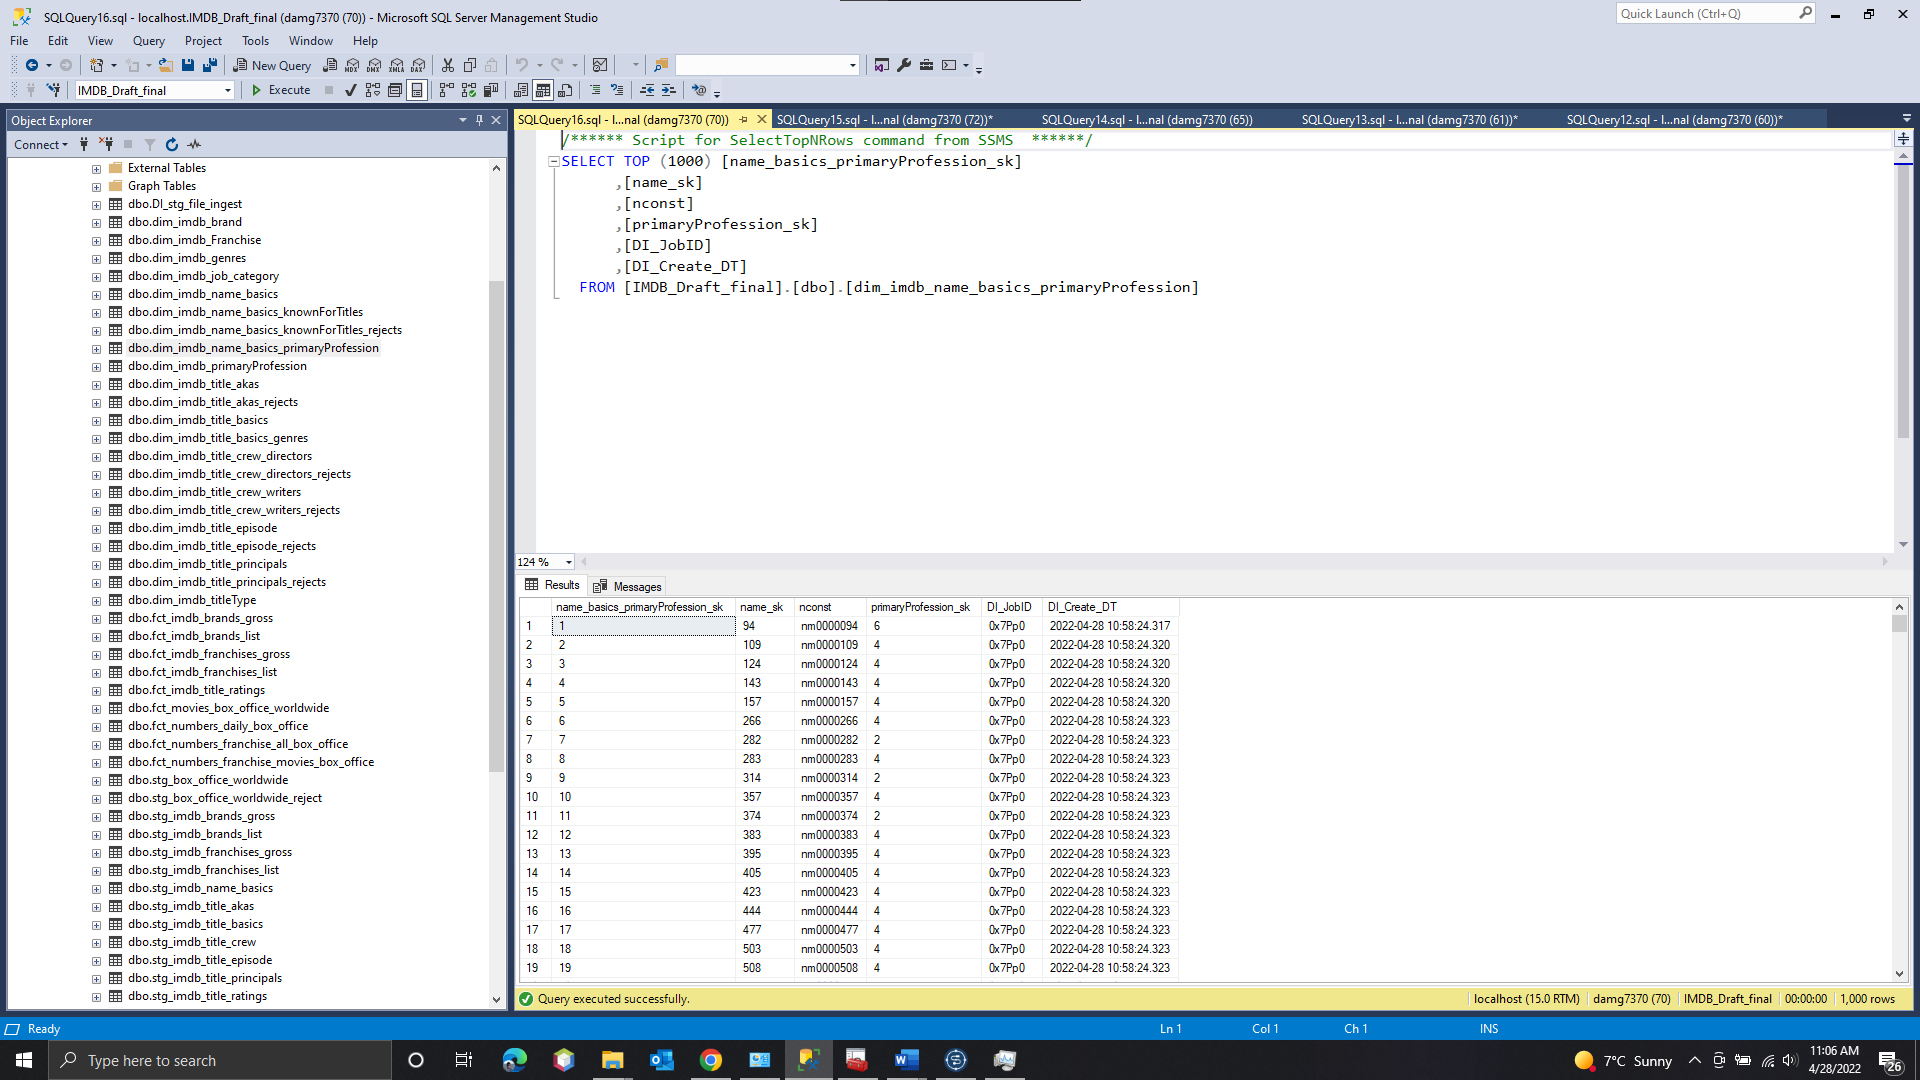 SQLQuery16.sql - localhost.IMDB_Draft_final (damg7370 (70)) - Microsoft SQL Server Management Studio
Quick Launch (Ctrl+Q)
File Edit View Query Project Tools Window Help
New Query MDX DMX XMLA DAX
IMDB_Draft_final Execute
Object Explorer
Connect
External Tables
Graph Tables
dbo.DI_stg_file_ingest
dbo.dim_imdb_brand
dbo.dim_imdb_Franchise
dbo.dim_imdb_genres
dbo.dim_imdb_job_category
dbo.dim_imdb_name_basics
dbo.dim_imdb_name_basics_knownForTitles
dbo.dim_imdb_name_basics_knownForTitles_rejects
dbo.dim_imdb_name_basics_primaryProfession
dbo.dim_imdb_primaryProfession
dbo.dim_imdb_title_akas
dbo.dim_imdb_title_akas_rejects
dbo.dim_imdb_title_basics
dbo.dim_imdb_title_basics_genres
dbo.dim_imdb_title_crew_directors
dbo.dim_imdb_title_crew_directors_rejects
dbo.dim_imdb_title_crew_writers
dbo.dim_imdb_title_crew_writers_rejects
dbo.dim_imdb_title_episode
dbo.dim_imdb_title_episode_rejects
dbo.dim_imdb_title_principals
dbo.dim_imdb_title_principals_rejects
dbo.dim_imdb_titleType
dbo.fct_imdb_brands_gross
dbo.fct_imdb_brands_list
dbo.fct_imdb_franchises_gross
dbo.fct_imdb_franchises_list
dbo.fct_imdb_title_ratings
dbo.fct_movies_box_office_worldwide
dbo.fct_numbers_daily_box_office
dbo.fct_numbers_franchise_all_box_office
dbo.fct_numbers_franchise_movies_box_office
dbo.stg_box_office_worldwide
dbo.stg_box_office_worldwide_reject
dbo.stg_imdb_brands_gross
dbo.stg_imdb_brands_list
dbo.stg_imdb_franchises_gross
dbo.stg_imdb_franchises_list
dbo.stg_imdb_name_basics
dbo.stg_imdb_title_akas
dbo.stg_imdb_title_basics
dbo.stg_imdb_title_crew
dbo.stg_imdb_title_episode
dbo.stg_imdb_title_principals
dbo.stg_imdb_title_ratings
SQLQuery16.sql - l...nal (damg7370 (70)) SQLQuery15.sql - l...nal (damg7370 (72))* SQLQuery14.sql - l...nal (damg7370 (65)) SQLQuery13.sql - l...nal (damg7370 (61))* SQLQuery12.sql - l...nal (damg7370 (60))*
/****** Script for SelectTopNRows command from SSMS  ******/
SELECT TOP (1000) [name_basics_primaryProfession_sk]
,[name_sk]
,[nconst]
,[primaryProfession_sk]
,[DI_JobID]
,[DI_Create_DT]
FROM [IMDB_Draft_final].[dbo].[dim_imdb_name_basics_primaryProfession]
124 %
Results Messages
name_basics_primaryProfession_sk name_sk nconst primaryProfession_sk DI_JobID DI_Create_DT
1 1 94 nm0000094 6 0x7Pp0 2022-04-28 10:58:24.317
2 2 109 nm0000109 4 0x7Pp0 2022-04-28 10:58:24.320
3 3 124 nm0000124 4 0x7Pp0 2022-04-28 10:58:24.320
4 4 143 nm0000143 4 0x7Pp0 2022-04-28 10:58:24.320
5 5 157 nm0000157 4 0x7Pp0 2022-04-28 10:58:24.320
6 6 266 nm0000266 4 0x7Pp0 2022-04-28 10:58:24.323
7 7 282 nm0000282 2 0x7Pp0 2022-04-28 10:58:24.323
8 8 283 nm0000283 4 0x7Pp0 2022-04-28 10:58:24.323
9 9 314 nm0000314 2 0x7Pp0 2022-04-28 10:58:24.323
10 10 357 nm0000357 4 0x7Pp0 2022-04-28 10:58:24.323
11 11 374 nm0000374 2 0x7Pp0 2022-04-28 10:58:24.323
12 12 383 nm0000383 4 0x7Pp0 2022-04-28 10:58:24.323
13 13 395 nm0000395 4 0x7Pp0 2022-04-28 10:58:24.323
14 14 405 nm0000405 4 0x7Pp0 2022-04-28 10:58:24.323
15 15 423 nm0000423 4 0x7Pp0 2022-04-28 10:58:24.323
16 16 444 nm0000444 4 0x7Pp0 2022-04-28 10:58:24.323
17 17 477 nm0000477 4 0x7Pp0 2022-04-28 10:58:24.323
18 18 503 nm0000503 4 0x7Pp0 2022-04-28 10:58:24.323
19 19 508 nm0000508 4 0x7Pp0 2022-04-28 10:58:24.323
Query executed successfully. localhost (15.0 RTM) damg7370 (70) IMDB_Draft_final 00:00:00 1,000 rows
Ready Ln 1 Col 1 Ch 1 INS
Type here to search 7°C Sunny 11:06 AM
4/28/2022 26